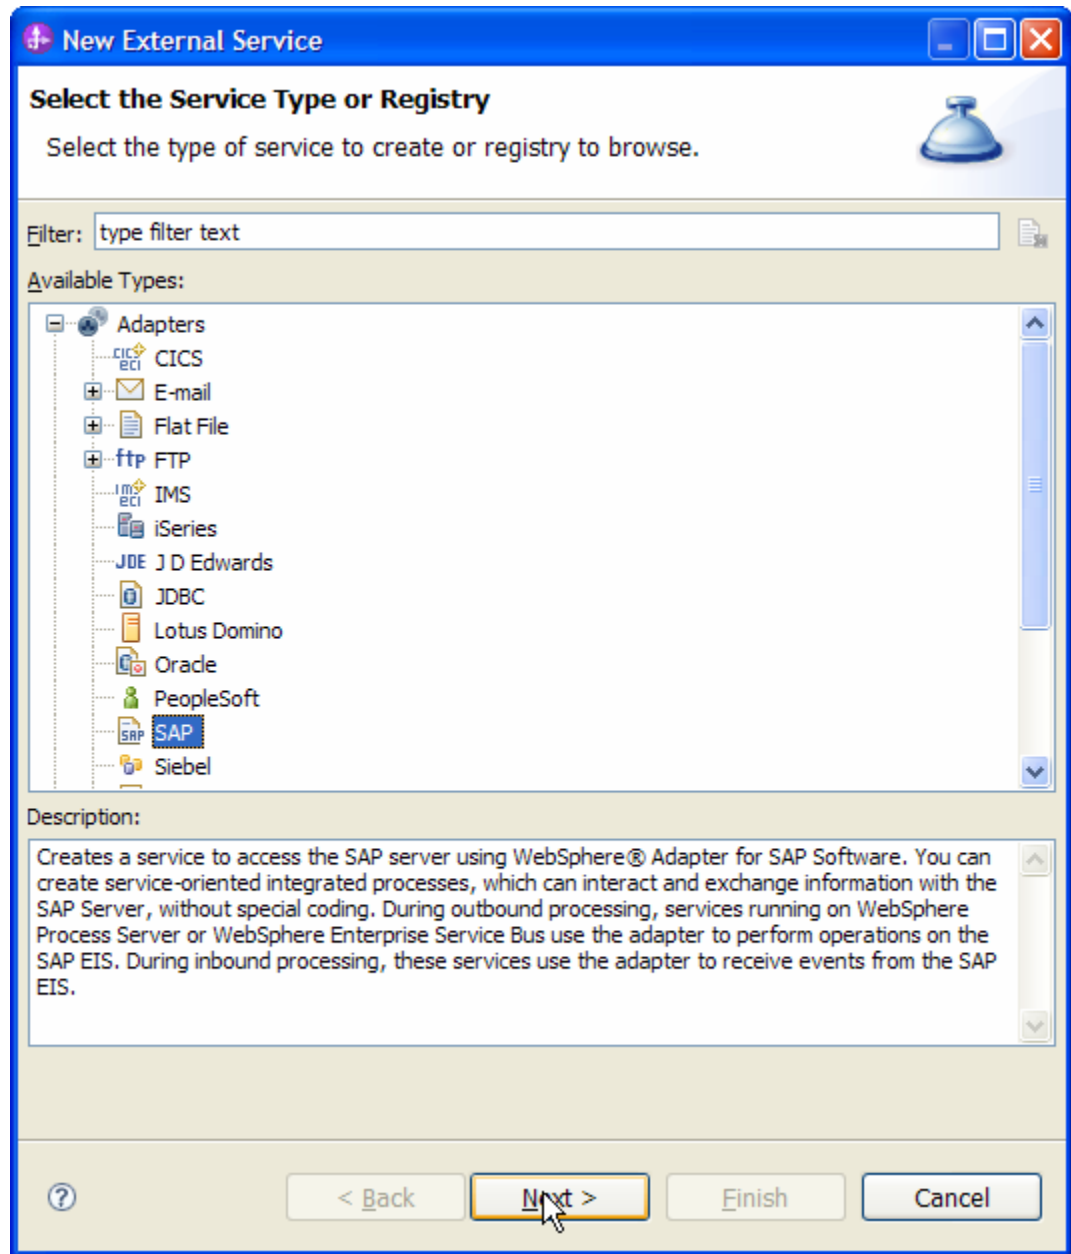 New External Service
Select the Service Type or Registry
Select the type of service to create or registry to browse.
Filter: type filter text
Available Types:
Adapters
CICS
E-mail
Flat File
ftp FTP
IMS
iSeries
JDE J D Edwards
JDBC
Lotus Domino
Oracle
PeopleSoft
SAP SAP
Siebel
Description:
Creates a service to access the SAP server using WebSphere® Adapter for SAP Software. You can
create service-oriented integrated processes, which can interact and exchange information with the
SAP Server, without special coding. During outbound processing, services running on WebSphere
Process Server or WebSphere Enterprise Service Bus use the adapter to perform operations on the
SAP EIS. During inbound processing, these services use the adapter to receive events from the SAP
EIS.
< Back Next > Finish Cancel